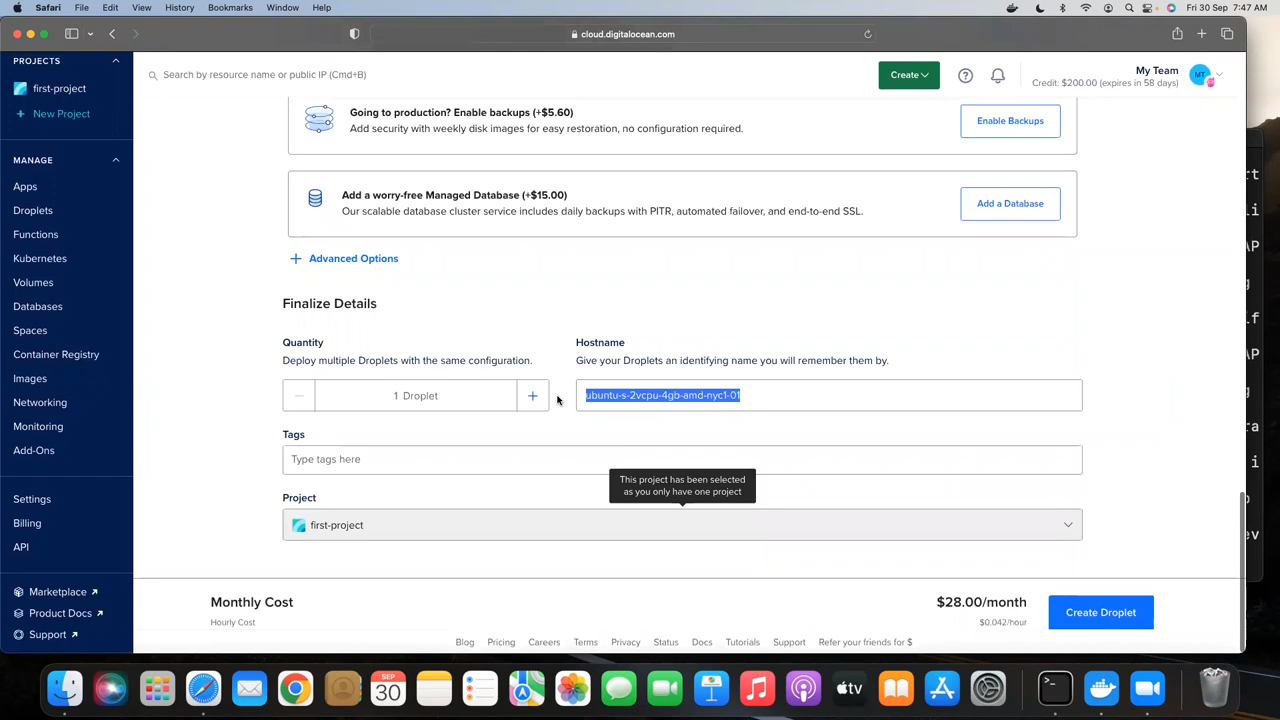 Safari File Edit View History Bookmarks Window Help
Fri 30 Sep 7:47 AM
cloud.digitalocean.com
PROJECTS
first-project
New Project
MANAGE
Apps
Droplets
Functions
Kubernetes
Volumes
Databases
Spaces
Container Registry
Images
Networking
Monitoring
Add-Ons
Settings
Billing
API
Marketplace
Product Docs
Support
Search by resource name or public IP (Cmd+B)
Create
?
My Team
Credit: $200.00 (expires in 58 days)
MT
Going to production? Enable backups (+$5.60)
Add security with weekly disk images for easy restoration, no configuration required.
Enable Backups
Add a worry-free Managed Database (+$15.00)
Our scalable database cluster service includes daily backups with PITR, automated failover, and end-to-end SSL.
Add a Database
+ Advanced Options
Finalize Details
Quantity
Deploy multiple Droplets with the same configuration.
1 Droplet
Hostname
Give your Droplets an identifying name you will remember them by.
ubuntu-s-2vcpu-4gb-amd-nyc1-01
Tags
Type tags here
This project has been selected
as you only have one project
Project
first-project
Monthly Cost
Hourly Cost
$28.00/month
$0.042/hour
Create Droplet
Blog Pricing Careers Terms Privacy Status Docs Tutorials Support Refer your friends for $
SEP
30
tv